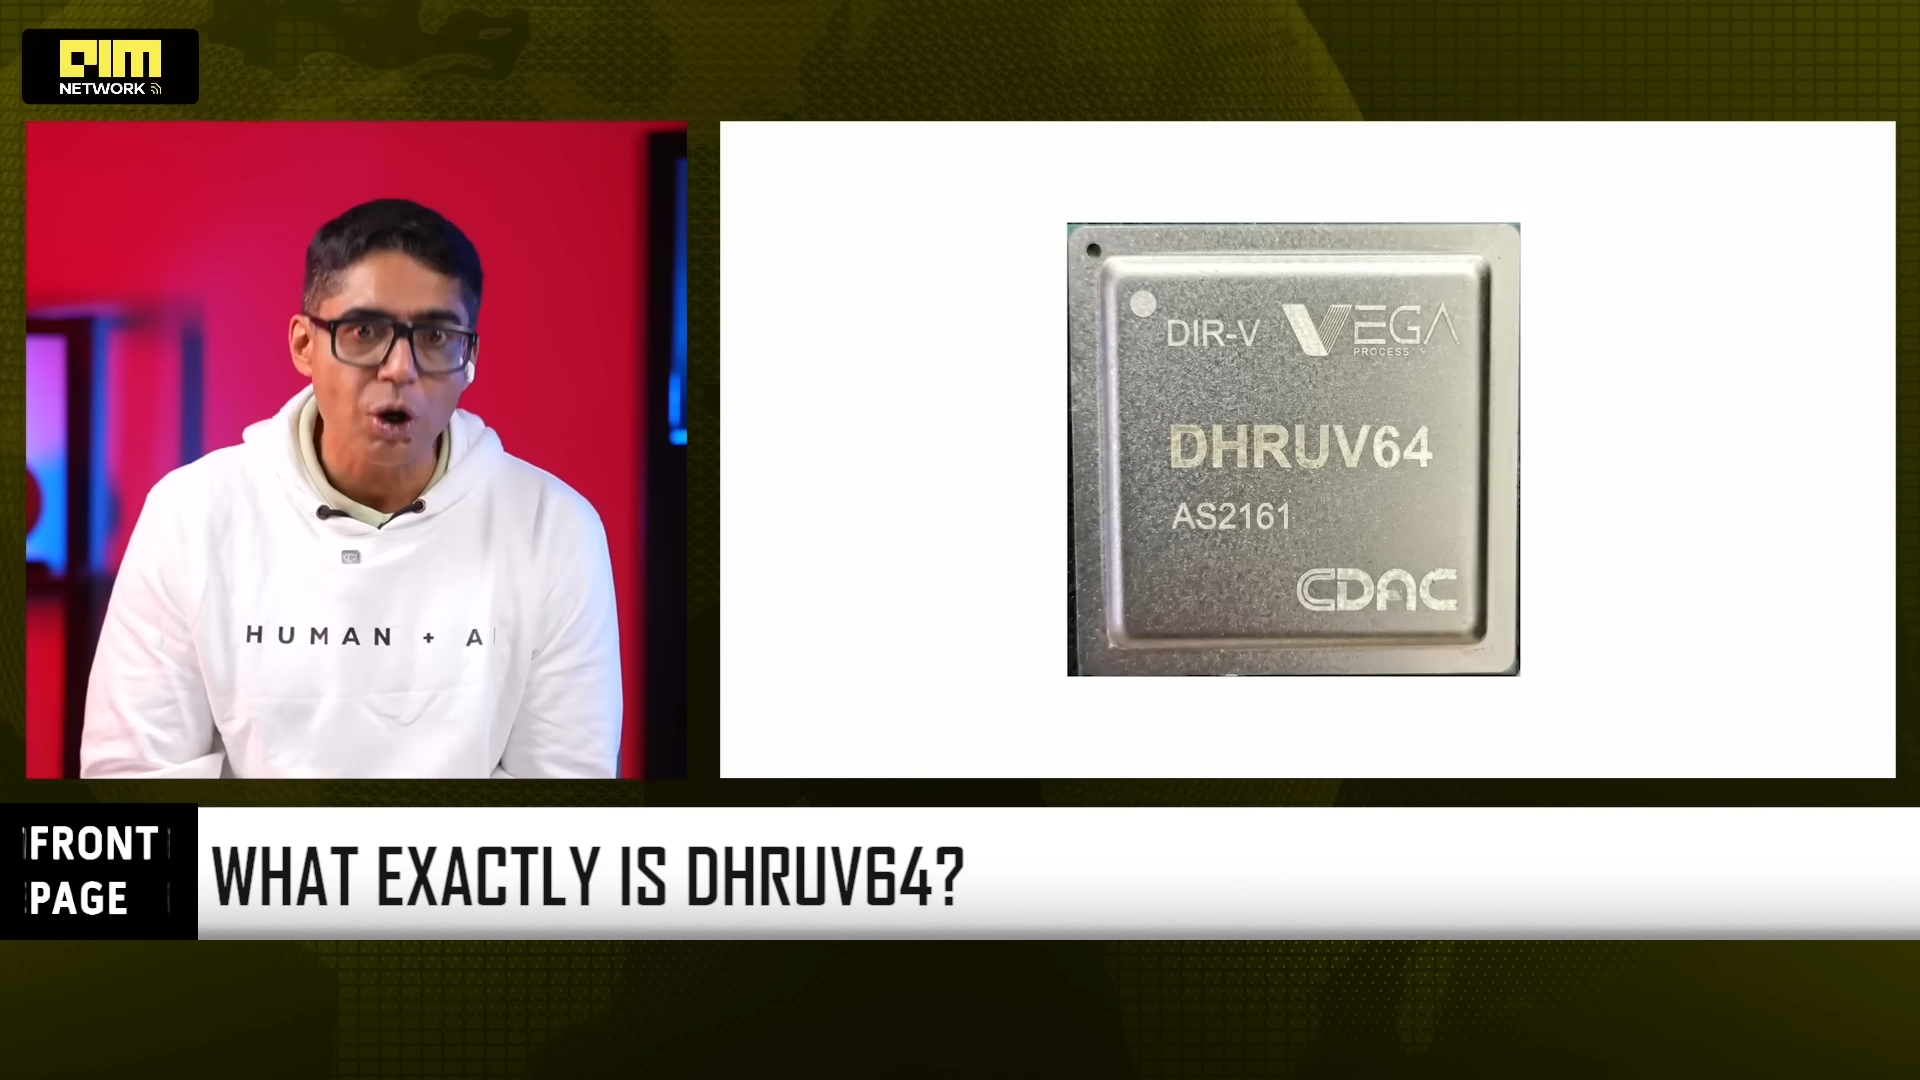 AIM
NETWORK
HUMAN + AI
DIR-V VEGA
PROCESS
DHRUV64
AS2161
CDAC
FRONT
PAGE
WHAT EXACTLY IS DHRUV64?